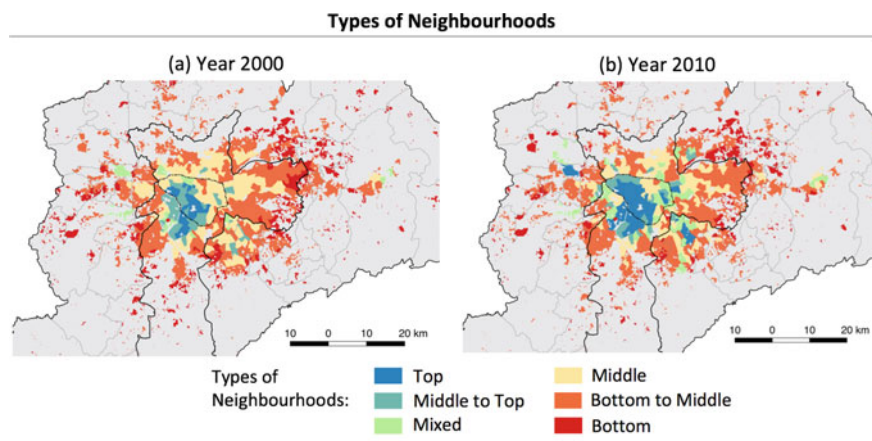 Types of Neighbourhoods
(a) Year 2000
(b) Year 2010
10 0 10 20 km
10 0 10 20 km
Types of Neighbourhoods:
Top
Middle to Top
Mixed
Middle
Bottom to Middle
Bottom